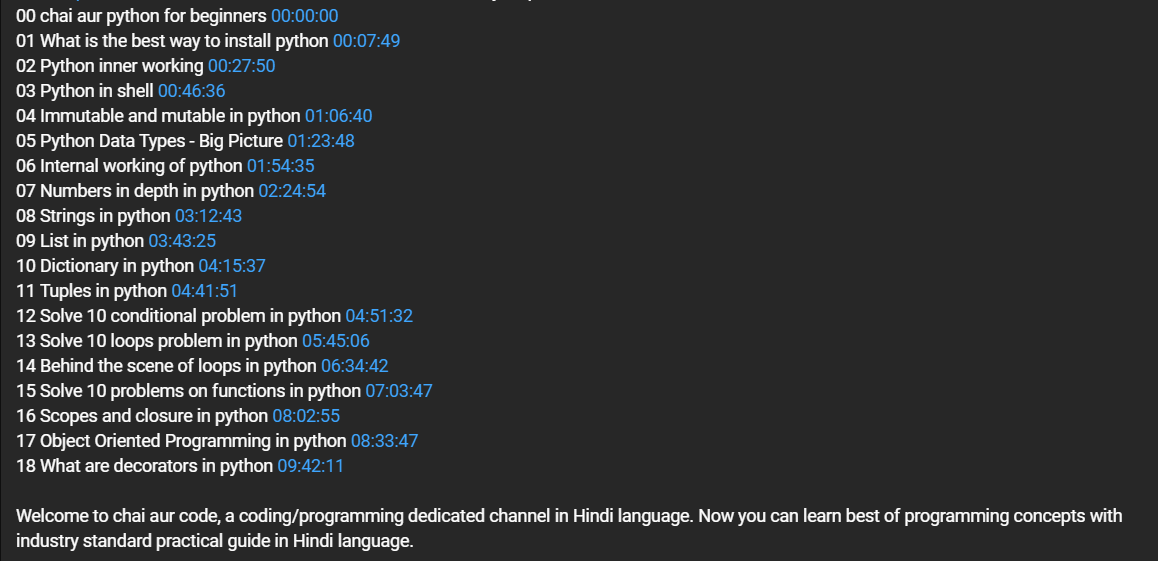 00 chai aur python for beginners 00:00:00
01 What is the best way to install python 00:07:49
02 Python inner working 00:27:50
03 Python in shell 00:46:36
04 Immutable and mutable in python 01:06:40
05 Python Data Types - Big Picture 01:23:48
06 Internal working of python 01:54:35
07 Numbers in depth in python 02:24:54
08 Strings in python 03:12:43
09 List in python 03:43:25
10 Dictionary in python 04:15:37
11 Tuples in python 04:41:51
12 Solve 10 conditional problem in python 04:51:32
13 Solve 10 loops problem in python 05:45:06
14 Behind the scene of loops in python 06:34:42
15 Solve 10 problems on functions in python 07:03:47
16 Scopes and closure in python 08:02:55
17 Object Oriented Programming in python 08:33:47
18 What are decorators in python 09:42:11
Welcome to chai aur code, a coding/programming dedicated channel in Hindi language. Now you can learn best of programming concepts with
industry standard practical guide in Hindi language.